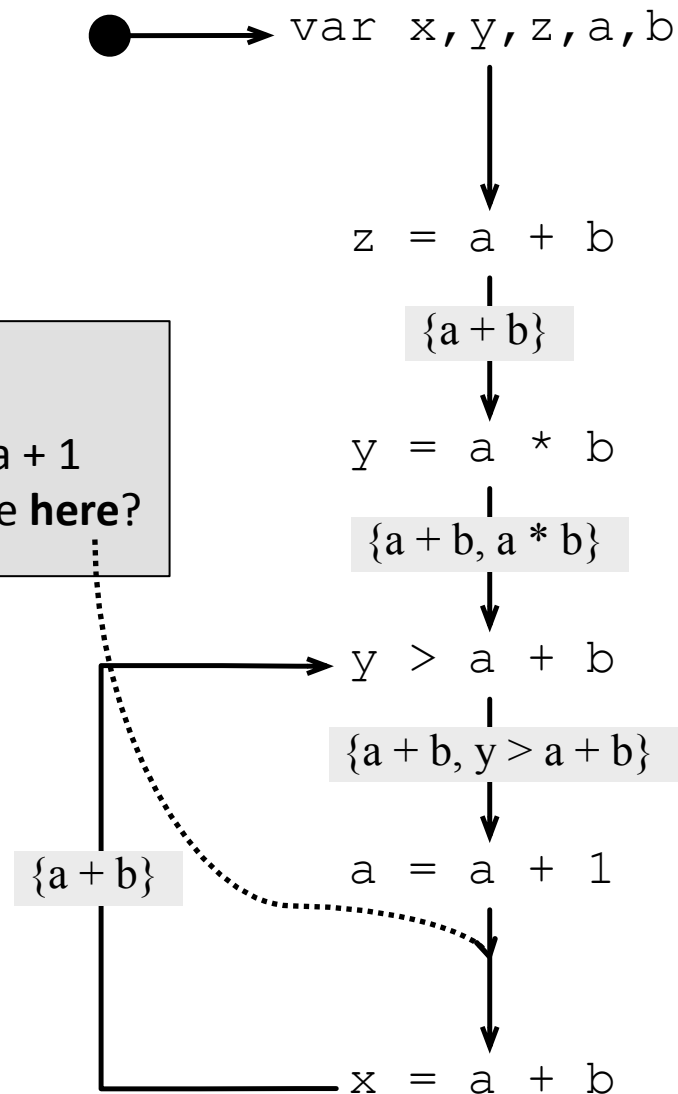 var x,y,z,a,b
z = a + b
{a + b}
a + 1
e here?
y = a * b
{a + b, a * b}
y > a + b
{a + b, y > a + b}
{a + b}
a = a + 1
x = a + b